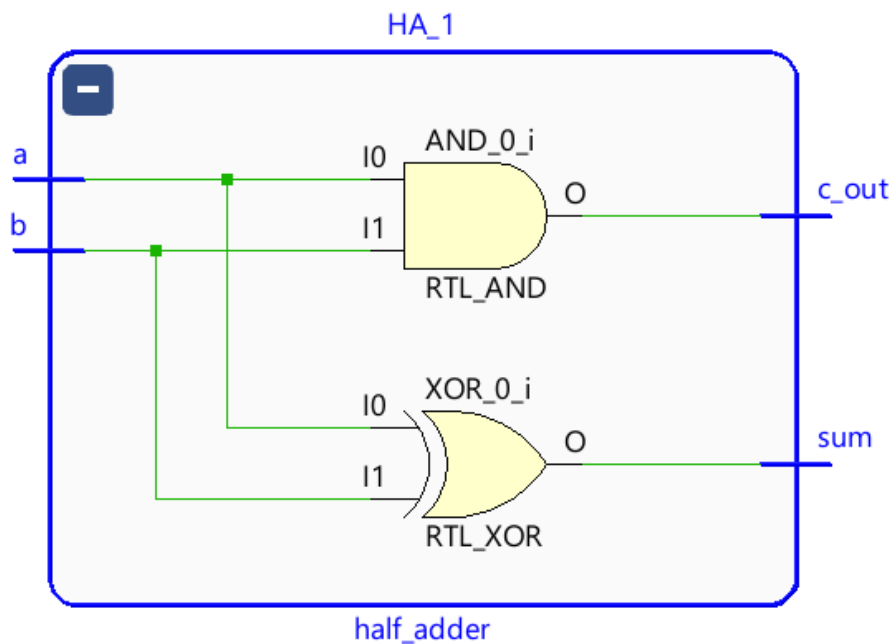 HA_1
a
b
I0
AND_0_i
I1
O
RTL_AND
c_out
I0
XOR_0_i
I1
O
RTL_XOR
sum
half_adder